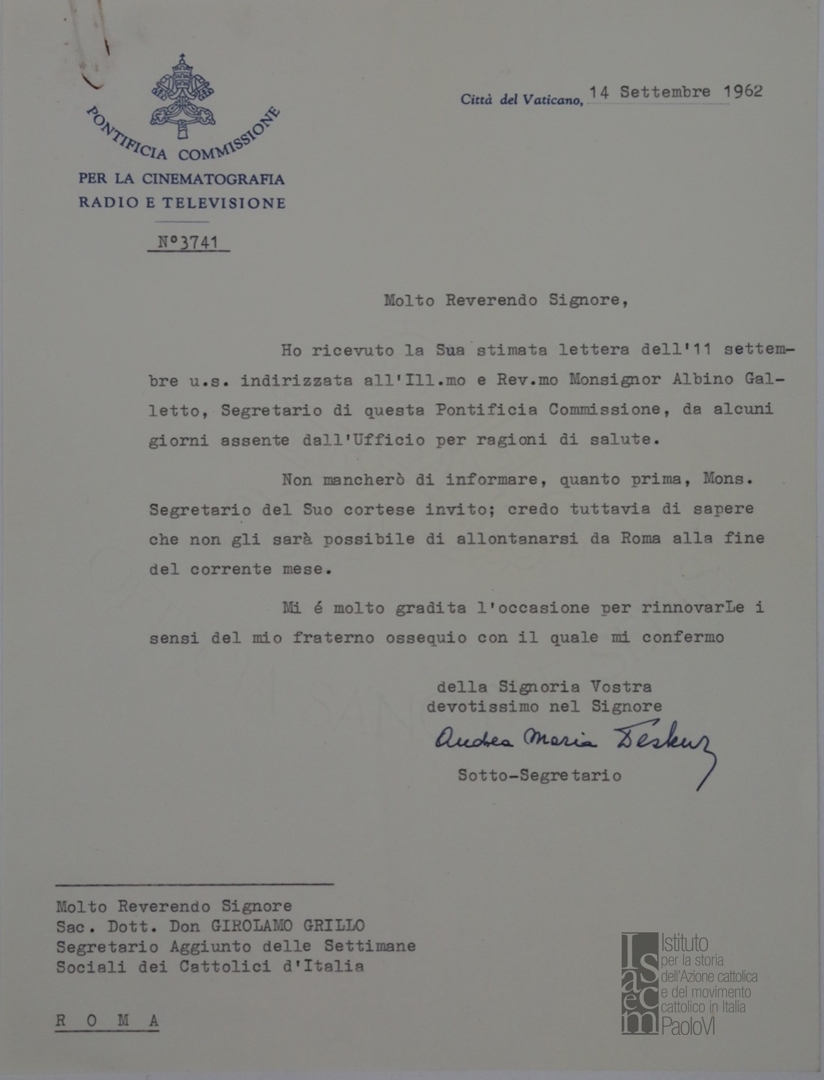 PONTIFICIA COMMISSIONE
PER LA CINEMATOGRAFIA
RADIO E TELEVISIONE
Nº3741
Città del Vaticano, 14 Settembre 1962
Molto Reverendo Signore,
Ho ricevuto la Sua stimata lettera dell'11 settem-
bre u.s. indirizzata all'Ill.mo e Rev.mo Monsignor Albino Gal-
letto, Segretario di questa Pontificia Commissione, da alcuni
giorni assente dall'Ufficio per ragioni di salute.
Non mancherò di informare, quanto prima, Mons.
Segretario del Suo cortese invito; credo tuttavia di sapere
che non gli sarà possibile di allontanarsi da Roma alla fine
del corrente mese.
Mi é molto gradita l'occasione per rinnovarLe i
sensi del mio fraterno ossequio con il quale mi confermo
della Signoria Vostra
devotissimo nel Signore
Andrea Maria Deskur
Sotto-Segretario
Molto Reverendo Signore
Sac. Dott. Don GIROLAMO GRILLO
Segretario Aggiunto delle Settimane
Sociali dei Cattolici d'Italia
R O M A
Isacem
Istituto
per la storia
dell'Azione cattolica
e del movimento
cattolico in Italia
PaoloVI